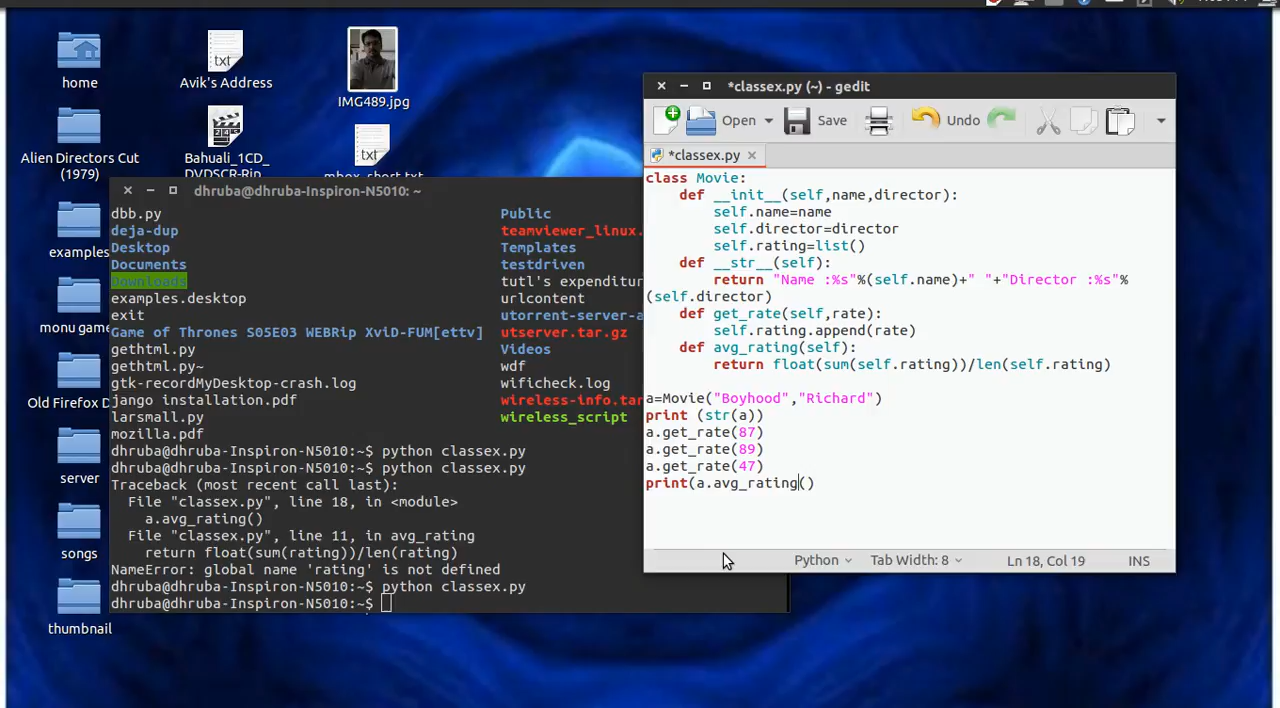 home
Avik's Address
IMG489.jpg
Alien Directors Cut
(1979)
Bahuali_1CD_
DVDSCR-Rip
txt
txt
mbox_short.txt
examples
monu game
Old Firefox D
server
songs
thumbnail
dhruba@dhruba-Inspiron-N5010: ~
dbb.py
deja-dup
Desktop
Documents
Downloads
examples.desktop
exit
Game of Thrones S05E03 WEBRip XviD-FUM[ettv]
gethtml.py
gethtml.py~
gtk-recordMyDesktop-crash.log
jango installation.pdf
larsmall.py
mozilla.pdf
Public
teamviewer_linux.
Templates
testdriven
tutl's expenditur
urlcontent
utorrent-server-a
utserver.tar.gz
Videos
wdf
wificheck.log
wireless-info.tar
wireless_script
dhruba@dhruba-Inspiron-N5010:~$ python classex.py
dhruba@dhruba-Inspiron-N5010:~$ python classex.py
Traceback (most recent call last):
  File "classex.py", line 18, in <module>
    a.avg_rating()
  File "classex.py", line 11, in avg_rating
    return float(sum(rating))/len(rating)
NameError: global name 'rating' is not defined
dhruba@dhruba-Inspiron-N5010:~$ python classex.py
dhruba@dhruba-Inspiron-N5010:~$
*classex.py (~) - gedit
Open Save Undo
*classex.py
class Movie:
    def __init__(self,name,director):
        self.name=name
        self.director=director
        self.rating=list()
    def __str__(self):
        return "Name :%s"%(self.name)+" "+"Director :%s"%
(self.director)
    def get_rate(self,rate):
        self.rating.append(rate)
    def avg_rating(self):
        return float(sum(self.rating))/len(self.rating)
a=Movie("Boyhood","Richard")
print (str(a))
a.get_rate(87)
a.get_rate(89)
a.get_rate(47)
print(a.avg_rating()
Python Tab Width: 8 Ln 18, Col 19 INS